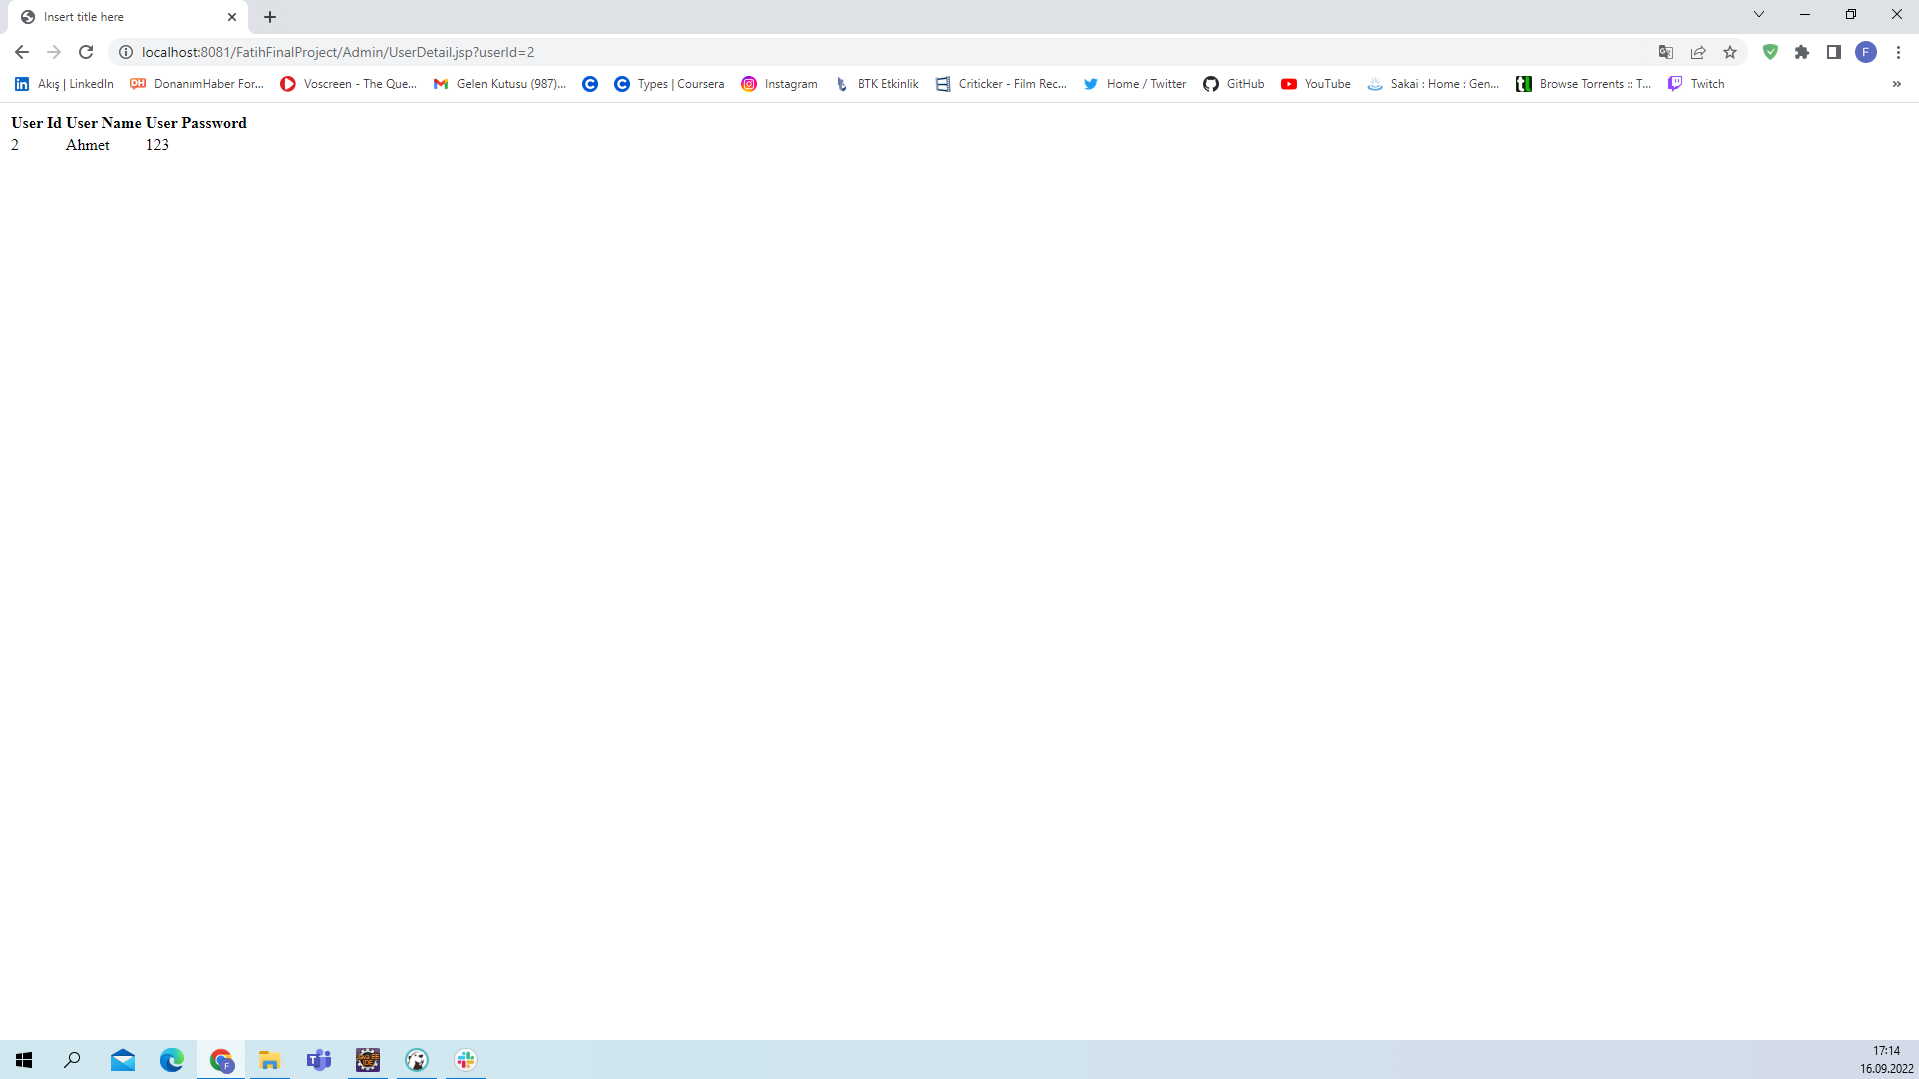 Insert title here
localhost:8081/FatihFinalProject/Admin/UserDetail.jsp?userId=2
F
Akış | LinkedIn DonanımHaber For... Voscreen - The Que... Gelen Kutusu (987)... Types | Coursera Instagram BTK Etkinlik Criticker - Film Rec... Home / Twitter GitHub YouTube Sakai : Home : Gen... Browse Torrents :: T... Twitch »
User Id User Name User Password
2 Ahmet 123
17:14
16.09.2022